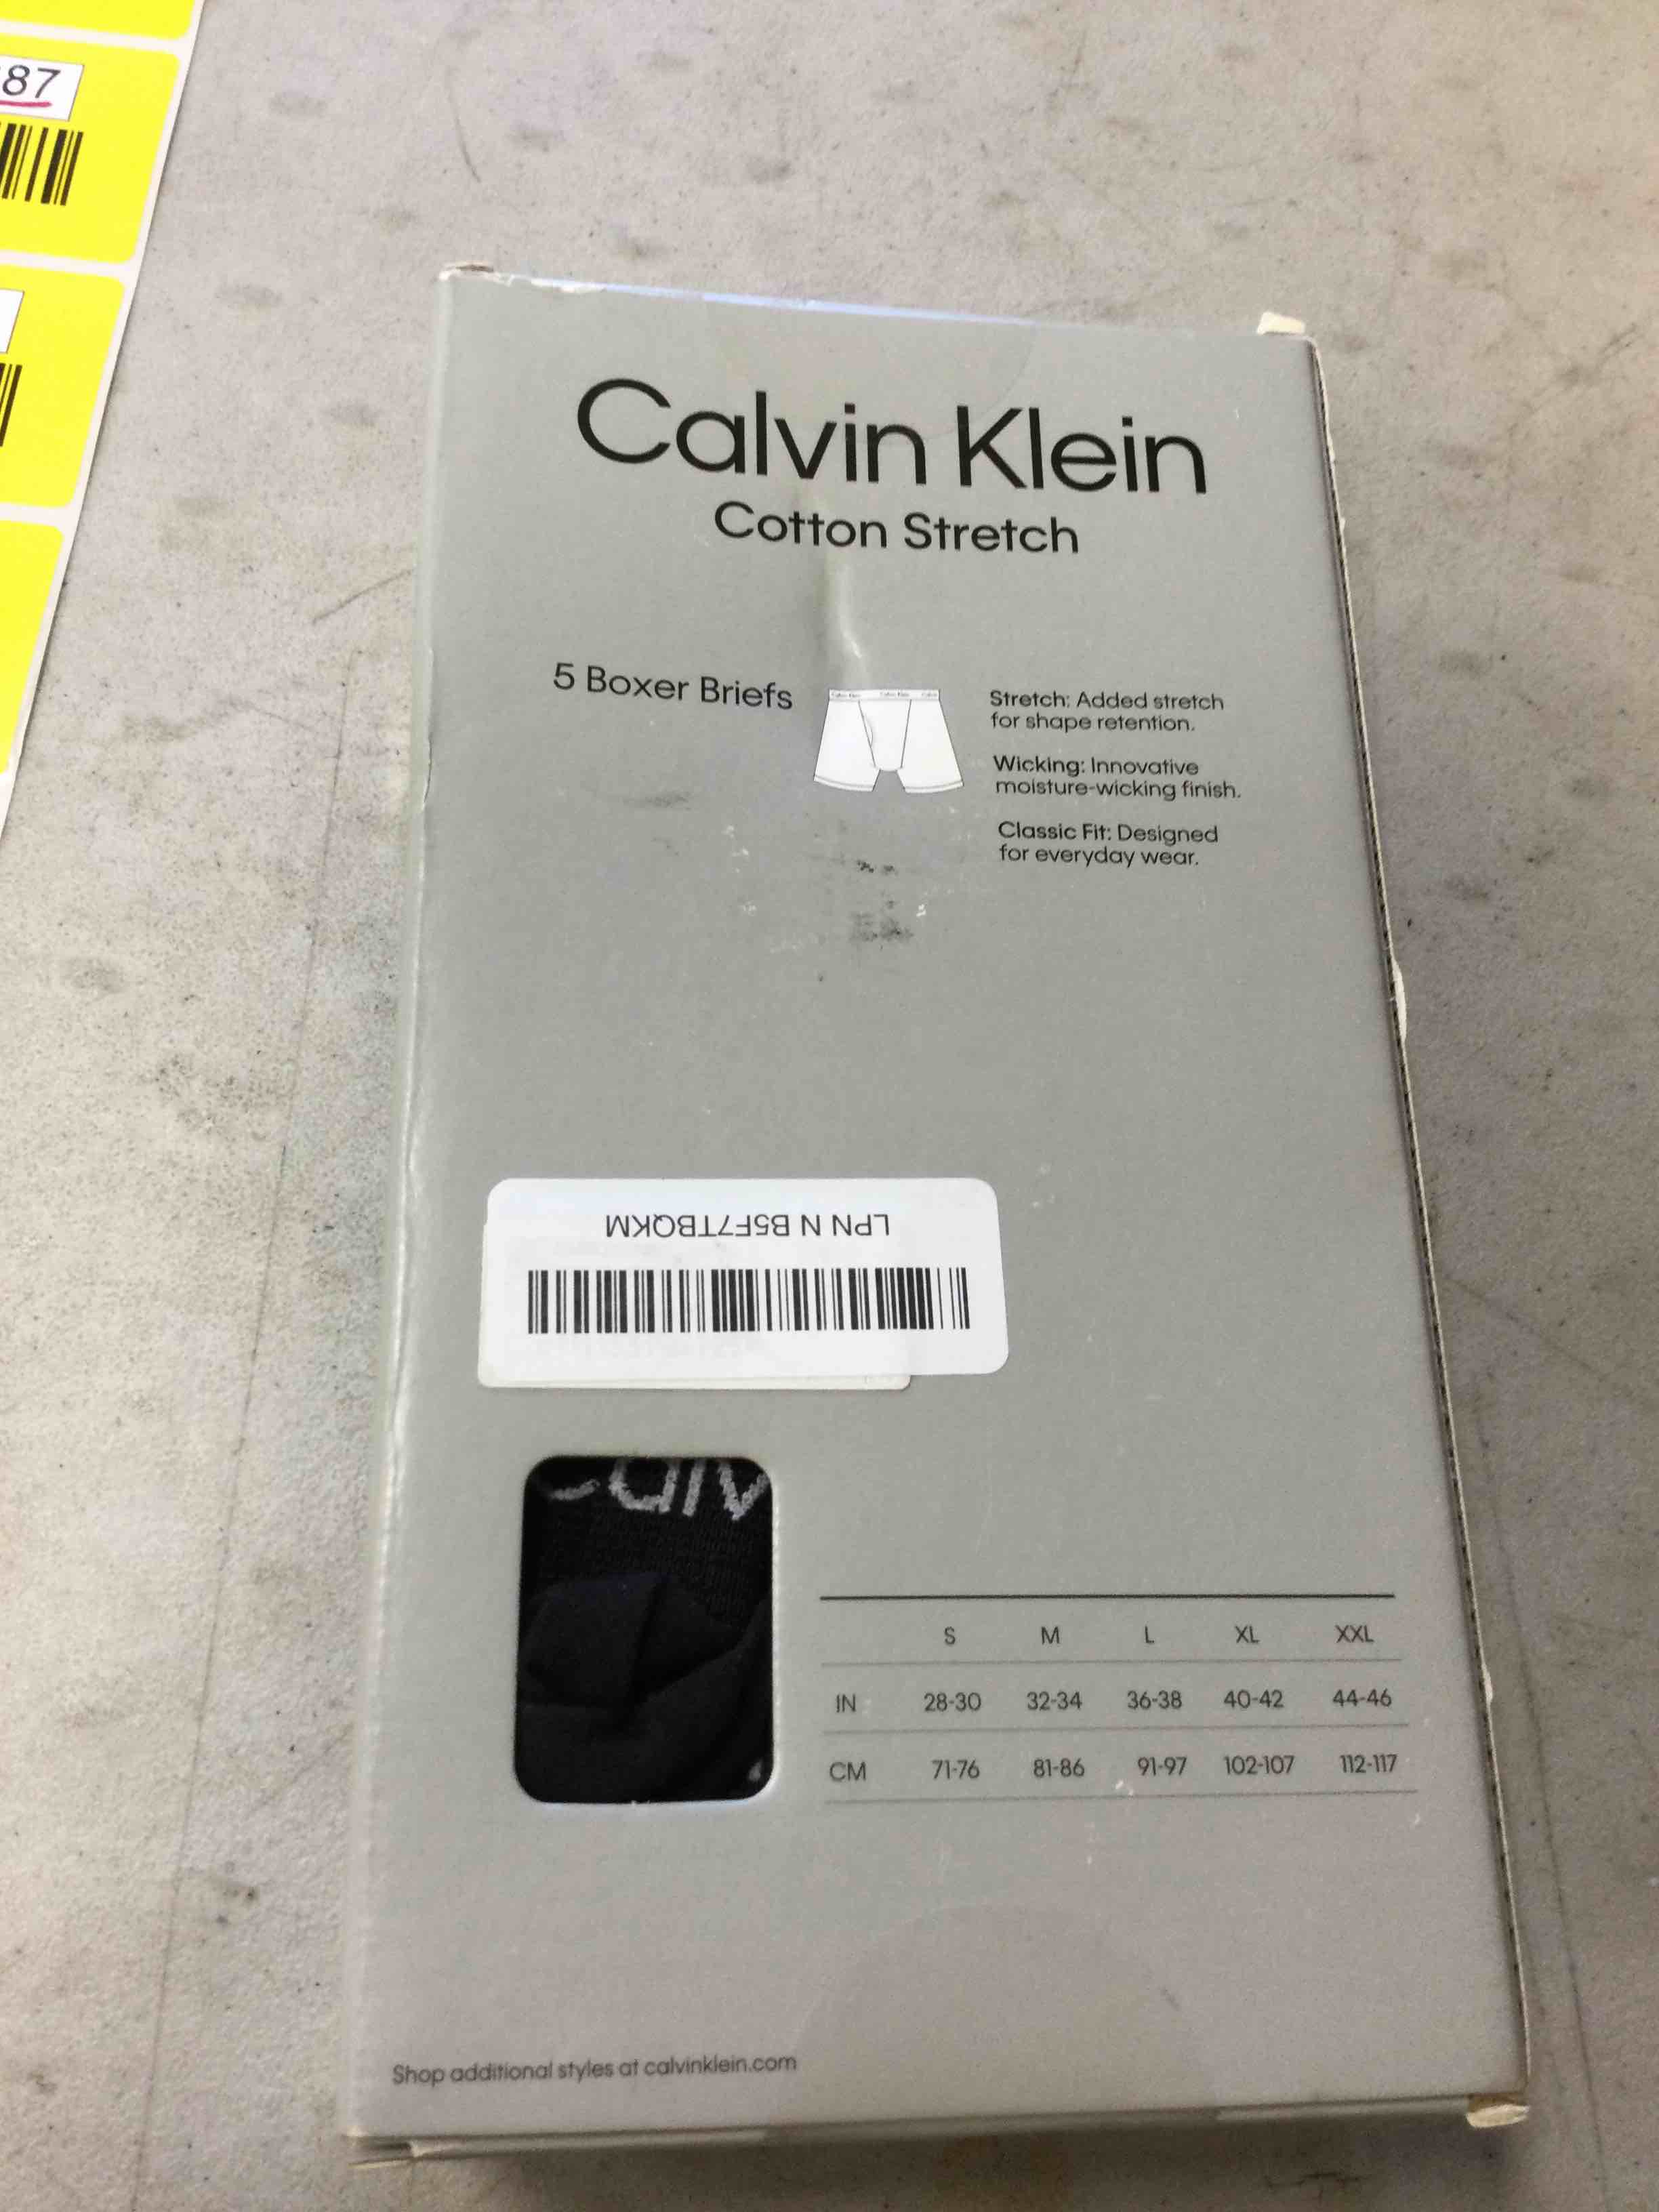 87
Calvin Klein
Cotton Stretch
5 Boxer Briefs
Stretch: Added stretch
for shape retention.
Wicking: Innovative
moisture-wicking finish.
Classic Fit: Designed
for everyday wear.
LPN N B5F7TBQKM
Calv
S M L XL XXL
IN 28-30 32-34 36-38 40-42 44-46
CM 71-76 81-86 91-97 102-107 112-117
Shop additional styles at calvinklein.com